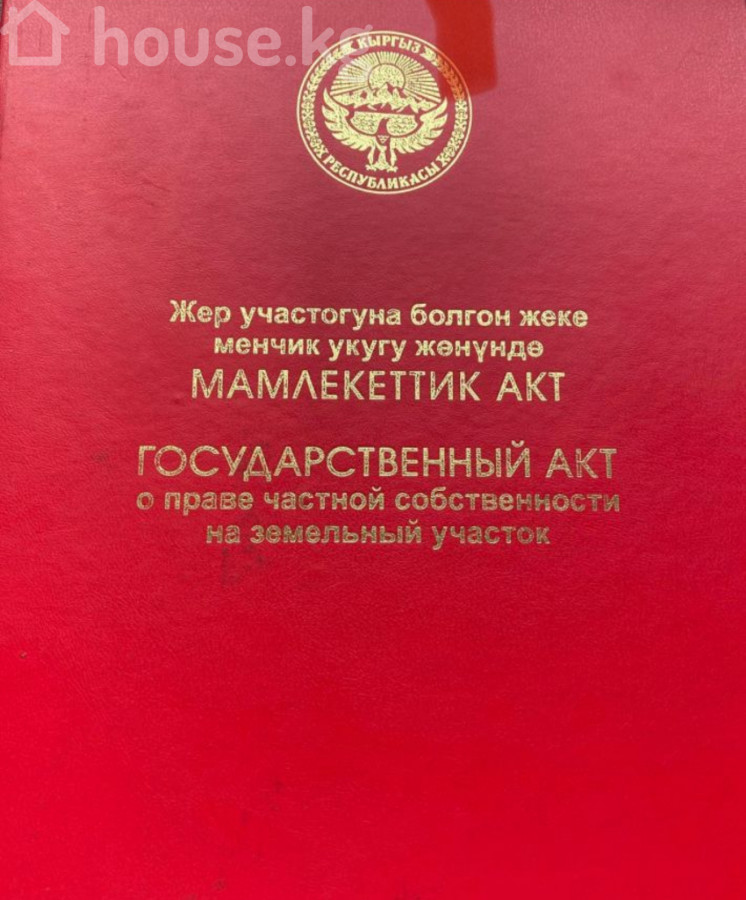 house.kg
КЫРГЫЗ
РЕСПУБЛИКАСЫ
Жер участогуна болгон жеке
менчик укугу жөнүндө
МАМЛЕКЕТТИК АКТ
ГОСУДАРСТВЕННЫЙ АКТ
о праве частной собственности
на земельный участок